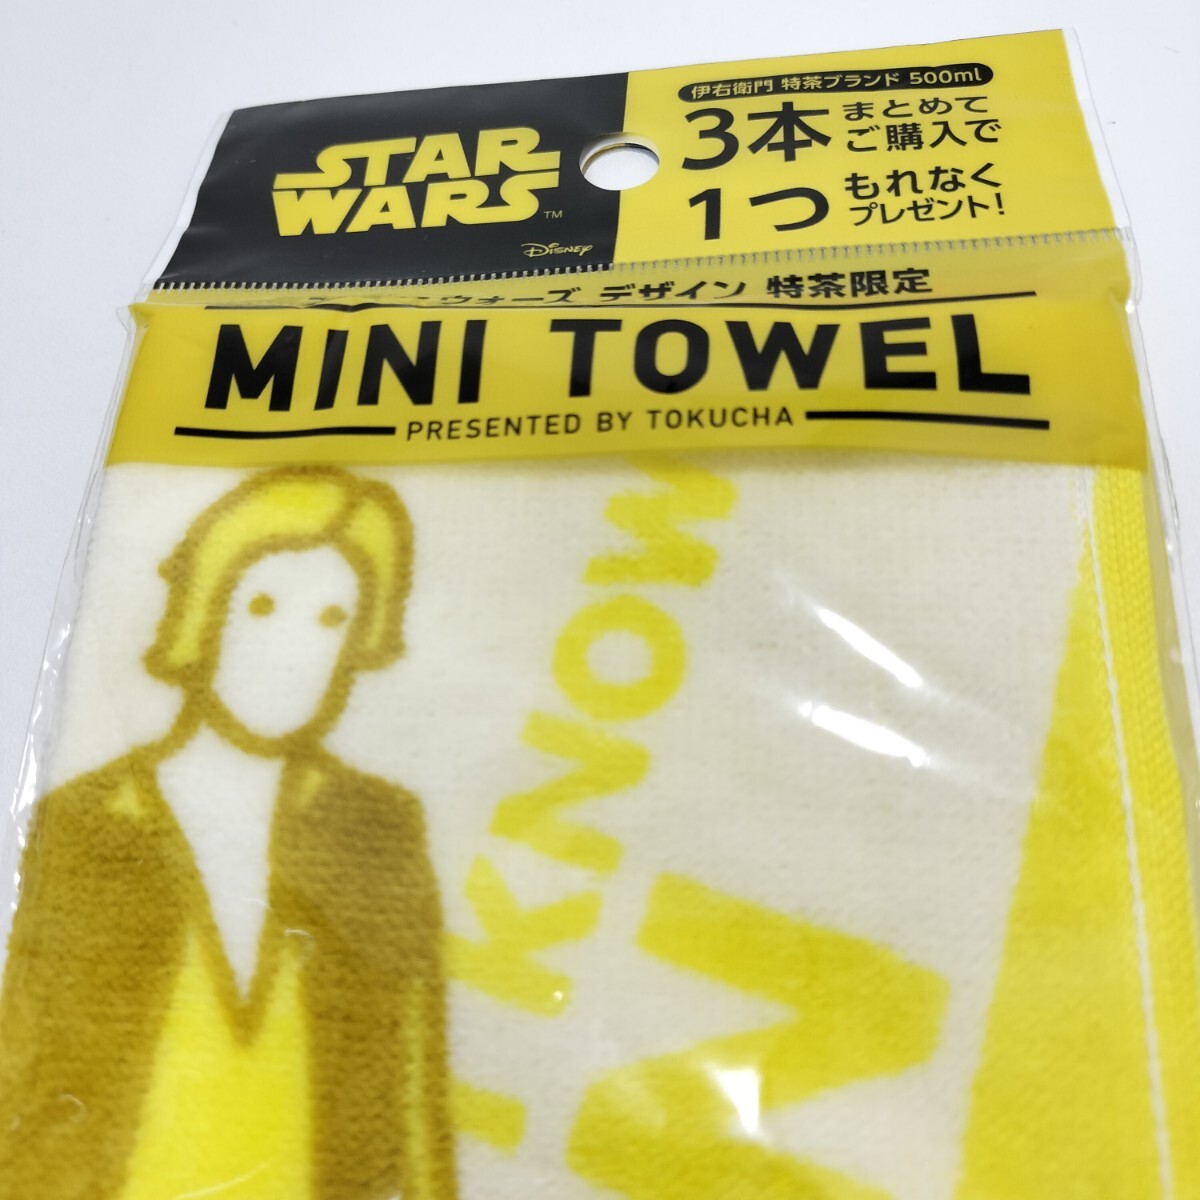 STAR
WARS
TM
Disney
伊右衛門 特茶ブランド 500ml
3本 まとめて
ご購入で
1つ もれなく
プレゼント!
ウォーズ デザイン 特茶限定
MINI TOWEL
PRESENTED BY TOKUCHA
KNOW